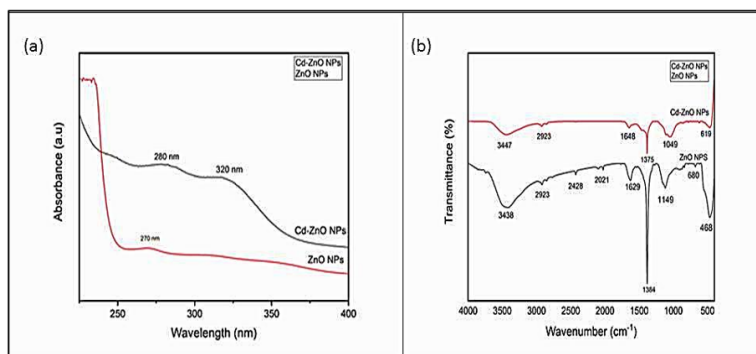 (a)
Cd-ZnO NPs
ZnO NPs
280 nm
320 nm
270 nm
Cd-ZnO NPs
ZnO NPs
Absorbance (a.u)
250
300
350
400
Wavelength (nm)
(b)
Cd-ZnO NPs
ZnO NPs
Cd-ZnO NPs
3447
2923
1648
1375
1049
619
ZnO NPS
3438
2923
2428
2021
1629
1384
1149
680
468
Transmittance (%)
4000 3500 3000 2500 2000 1500 1000 500
Wavenumber (cm⁻¹)